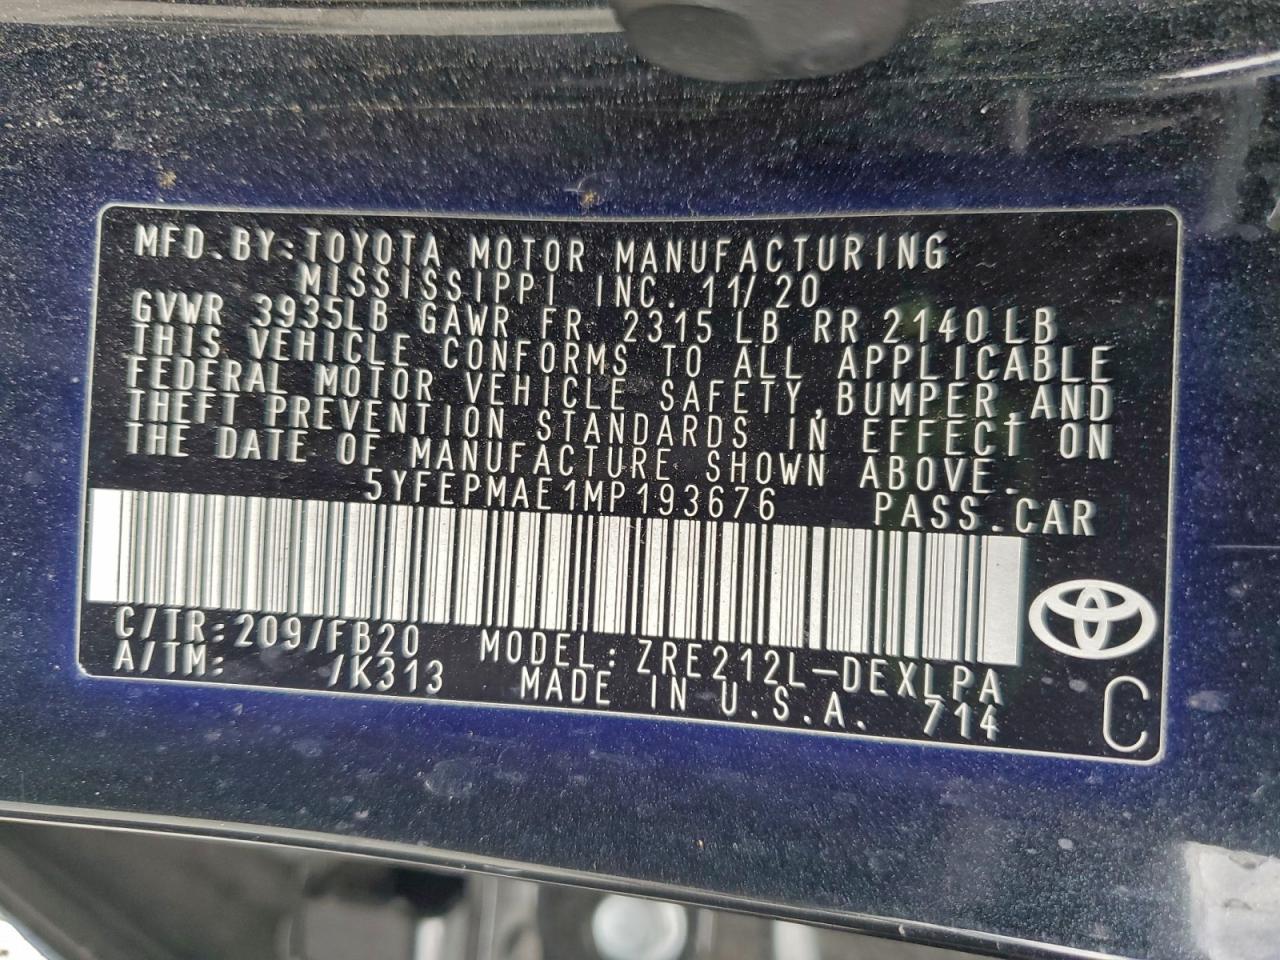 MFD.BY:TOYOTA MOTOR MANUFACTURING
MISSISSIPPI INC. 11/20
GVWR 3935LB GAWR FR 2315 LB RR 2140LB
THIS VEHICLE CONFORMS TO ALL APPLICABLE
FEDERAL MOTOR VEHICLE SAFETY,BUMPER,AND
THEFT PREVENTION STANDARDS IN EFFECT ON
THE DATE OF MANUFACTURE SHOWN ABOVE.
5YFEPMAE1MP193676 PASS.CAR
C/TR:209/FB20 MODEL:ZRE212L-DEXLPA
A/TM: /K313 MADE IN U.S.A. 714 C